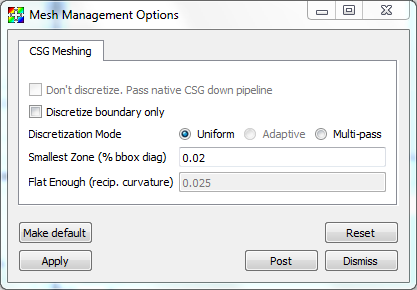 Mesh Management Options
CSG Meshing
Don't discretize. Pass native CSG down pipeline
Discretize boundary only
Discretization Mode Uniform Adaptive Multi-pass
Smallest Zone (% bbox diag) 0.02
Flat Enough (recip. curvature) 0.025
Make default Reset
Apply Post Dismiss